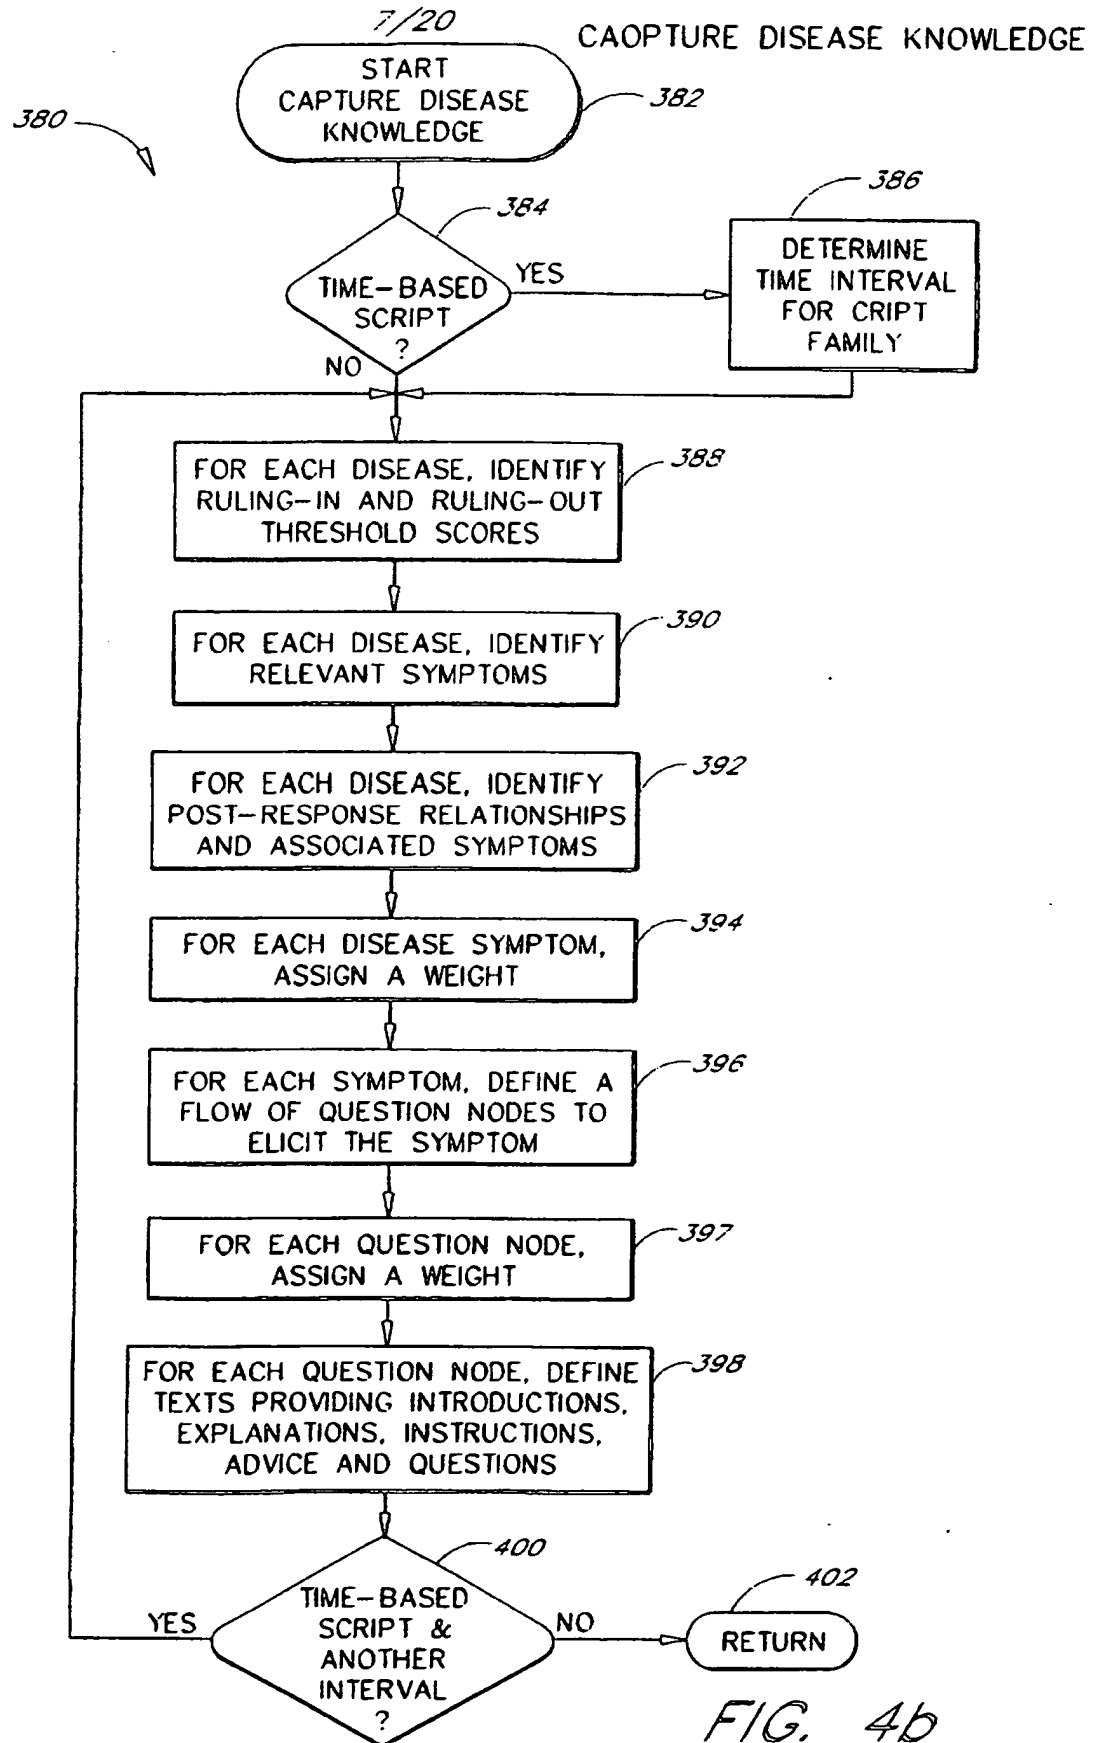 7/20
CAOPTURE DISEASE KNOWLEDGE
START
CAPTURE DISEASE
KNOWLEDGE
382
380
384
386
TIME-BASED
SCRIPT
?
YES
NO
DETERMINE
TIME INTERVAL
FOR CRIPT
FAMILY
FOR EACH DISEASE, IDENTIFY
RULING-IN AND RULING-OUT
THRESHOLD SCORES
388
FOR EACH DISEASE, IDENTIFY
RELEVANT SYMPTOMS
390
FOR EACH DISEASE, IDENTIFY
POST-RESPONSE RELATIONSHIPS
AND ASSOCIATED SYMPTOMS
392
FOR EACH DISEASE SYMPTOM,
ASSIGN A WEIGHT
394
FOR EACH SYMPTOM, DEFINE A
FLOW OF QUESTION NODES TO
ELICIT THE SYMPTOM
396
FOR EACH QUESTION NODE,
ASSIGN A WEIGHT
397
FOR EACH QUESTION NODE, DEFINE
TEXTS PROVIDING INTRODUCTIONS,
EXPLANATIONS, INSTRUCTIONS,
ADVICE AND QUESTIONS
398
400
TIME-BASED
SCRIPT &
ANOTHER
INTERVAL
?
YES
NO
402
RETURN
FIG. 4b